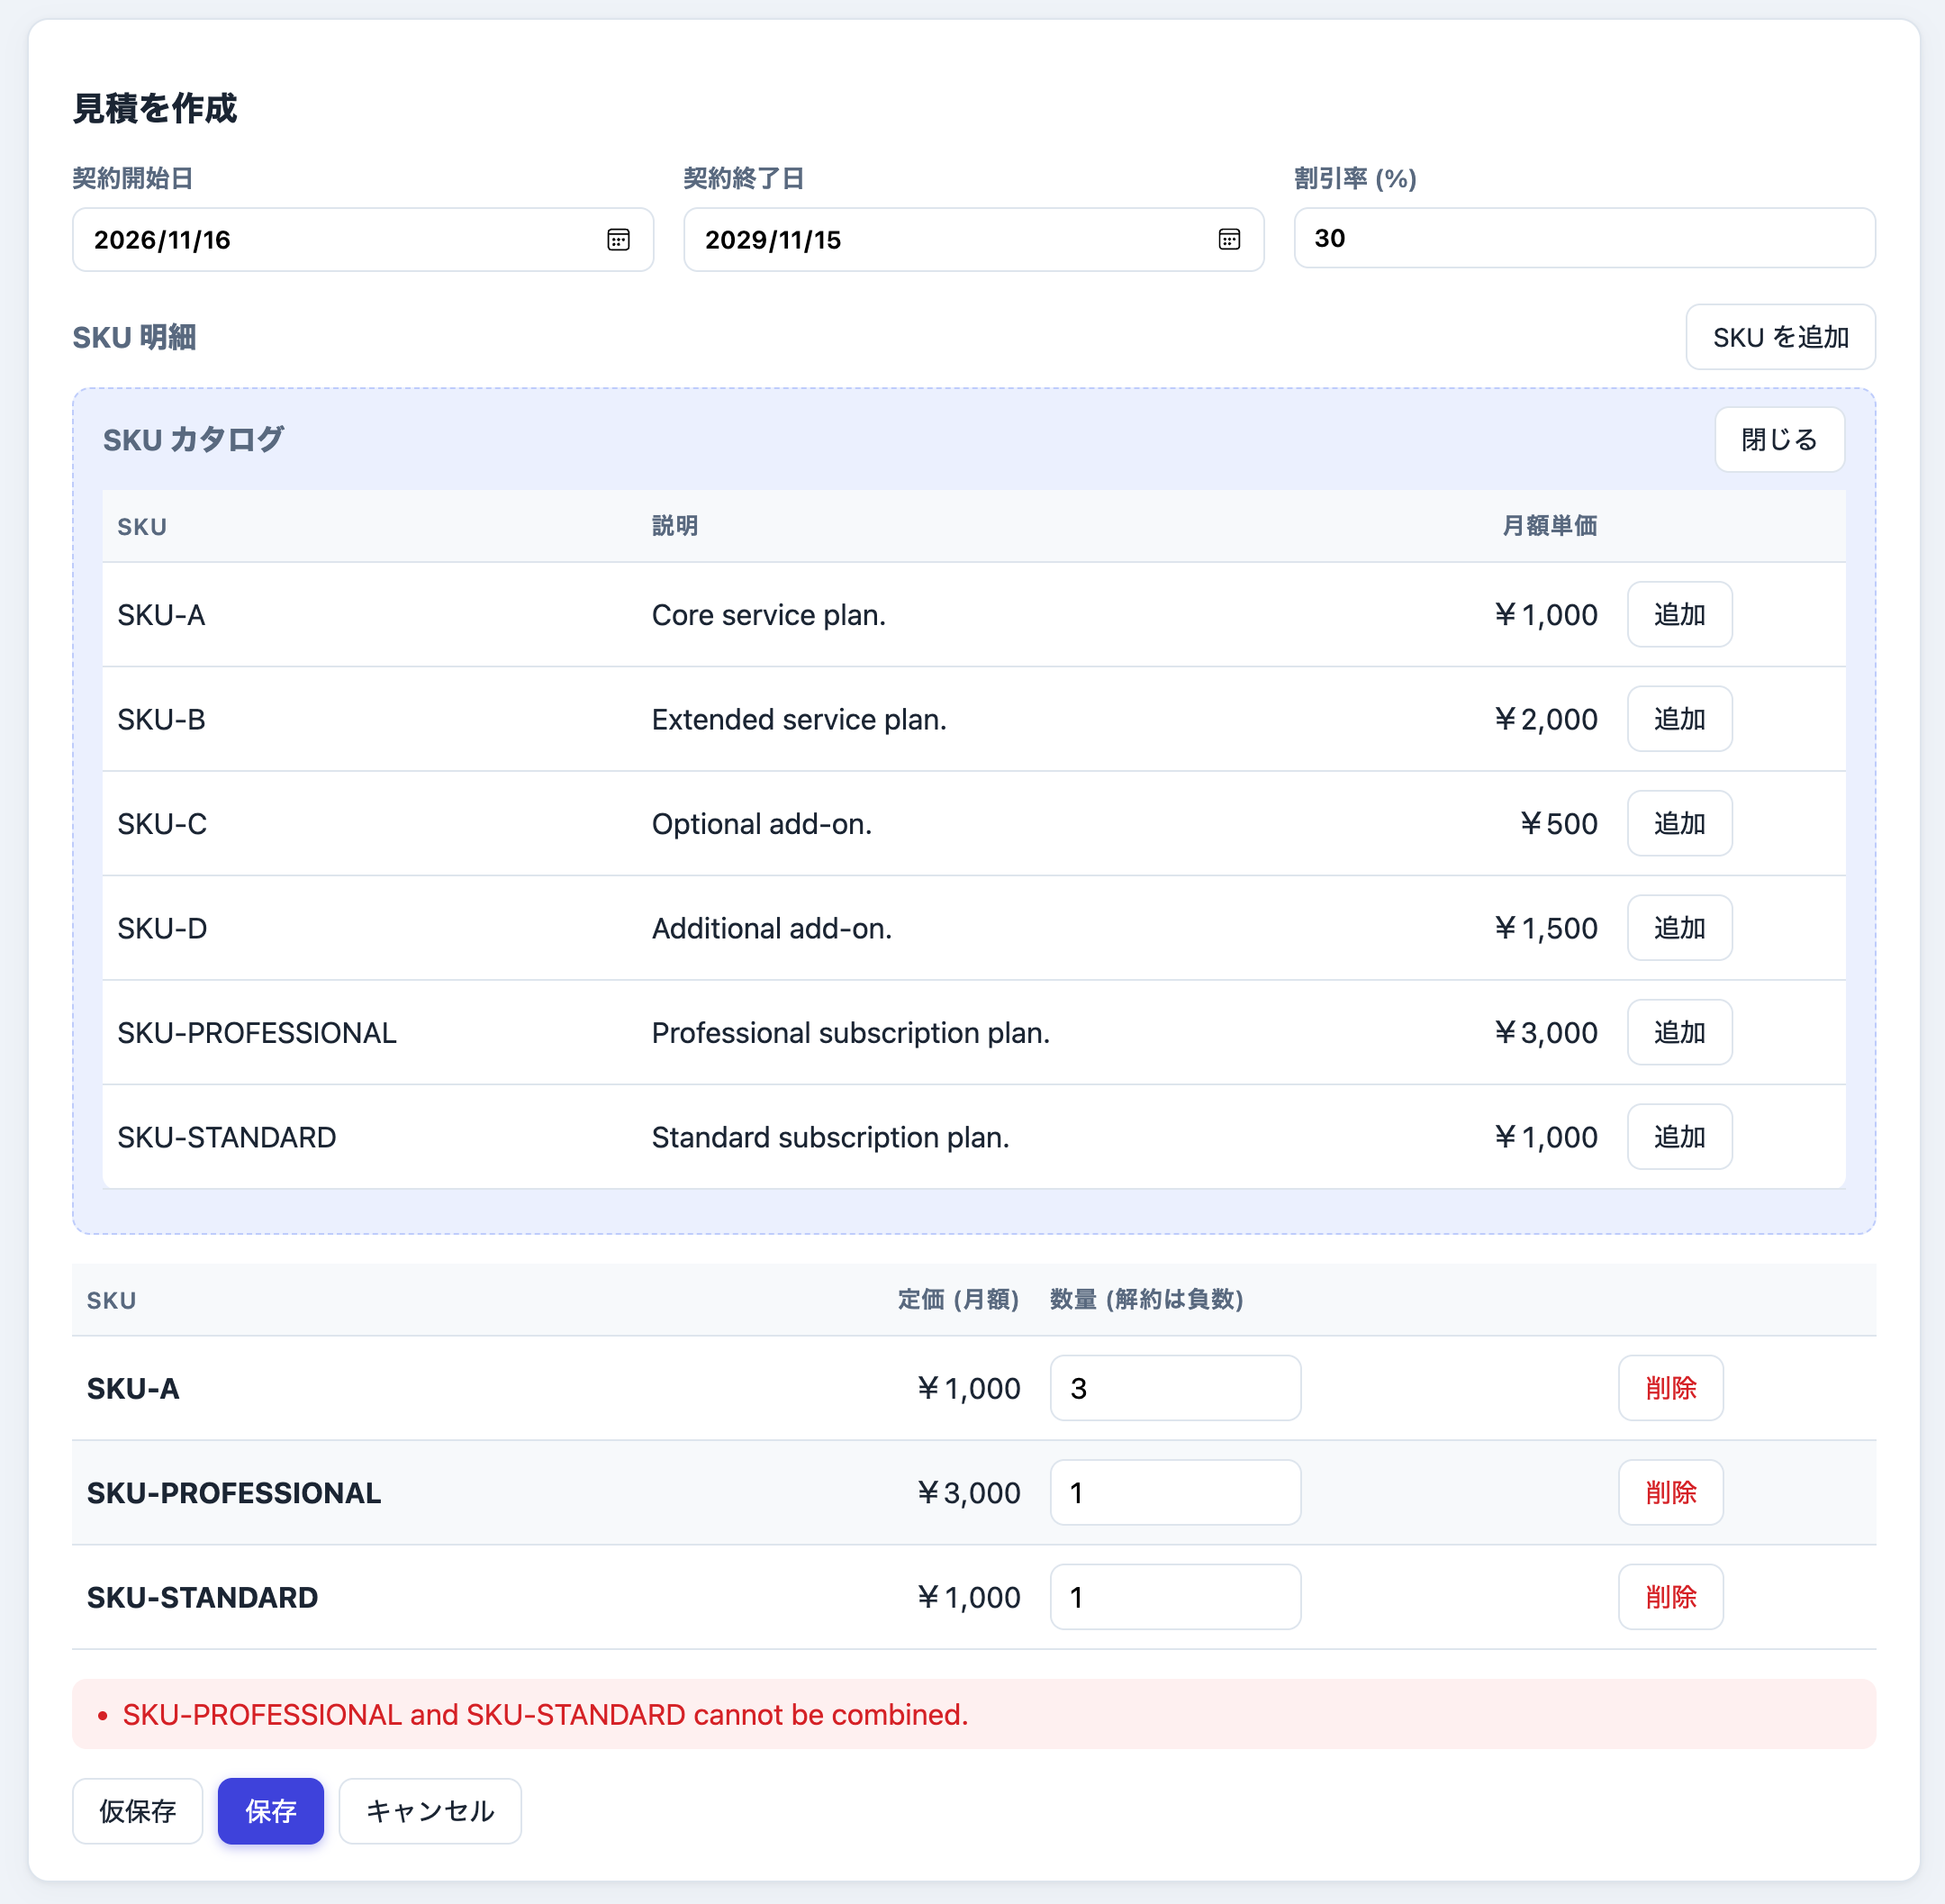 見積を作成
契約開始日 契約終了日 割引率 (%)
2026/11/16 2029/11/15 30
SKU 明細 SKU を追加
SKU カタログ 閉じる
SKU 説明 月額単価
SKU-A Core service plan. ￥1,000 追加
SKU-B Extended service plan. ￥2,000 追加
SKU-C Optional add-on. ￥500 追加
SKU-D Additional add-on. ￥1,500 追加
SKU-PROFESSIONAL Professional subscription plan. ￥3,000 追加
SKU-STANDARD Standard subscription plan. ￥1,000 追加
SKU 定価 (月額) 数量 (解約は負数)
SKU-A ￥1,000 3 削除
SKU-PROFESSIONAL ￥3,000 1 削除
SKU-STANDARD ￥1,000 1 削除
• SKU-PROFESSIONAL and SKU-STANDARD cannot be combined.
仮保存 保存 キャンセル